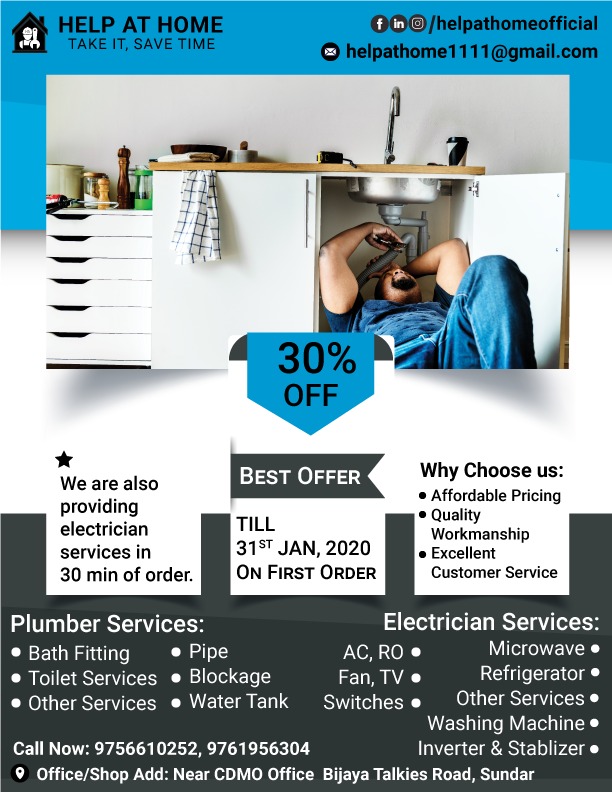 HELP AT HOME
TAKE IT, SAVE TIME
/helpathomeofficial
helpathome1111@gmail.com
30%
OFF
We are also
providing
electrician
services in
30 min of order.
BEST OFFER
TILL
31ST JAN, 2020
ON FIRST ORDER
Why Choose us:
Affordable Pricing
Quality
Workmanship
Excellent
Customer Service
Plumber Services:
Bath Fitting
Toilet Services
Other Services
Pipe
Blockage
Water Tank
Electrician Services:
AC, RO
Fan, TV
Switches
Microwave
Refrigerator
Other Services
Washing Machine
Inverter & Stablizer
Call Now: 9756610252, 9761956304
Office/Shop Add: Near CDMO Office Bijaya Talkies Road, Sundar